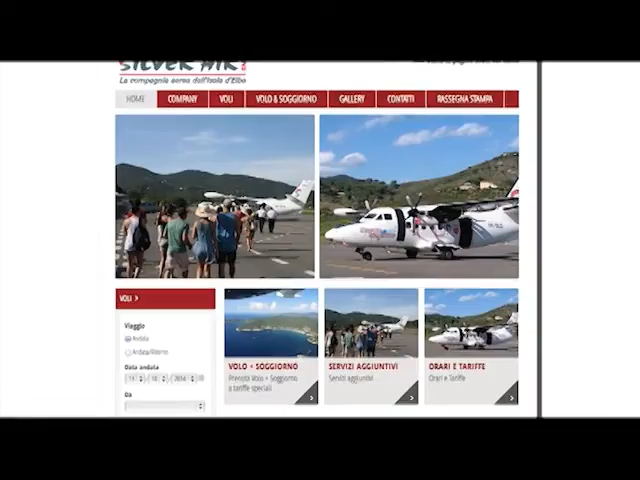 SILVER AIR
La compagnia aerea dall'Isola d'Elba
HOME COMPANY VOLI VOLO & SOGGIORNO GALLERY CONTATTI RASSEGNA STAMPA
VOLI >
Viaggio
Andata
Andata/Ritorno
Data andata
2014
Da
VOLO + SOGGIORNO
Prenota Volo + Soggiorno
a tariffe speciali
SERVIZI AGGIUNTIVI
Servizi aggiuntivi
ORARI E TARIFFE
Orari e Tariffe